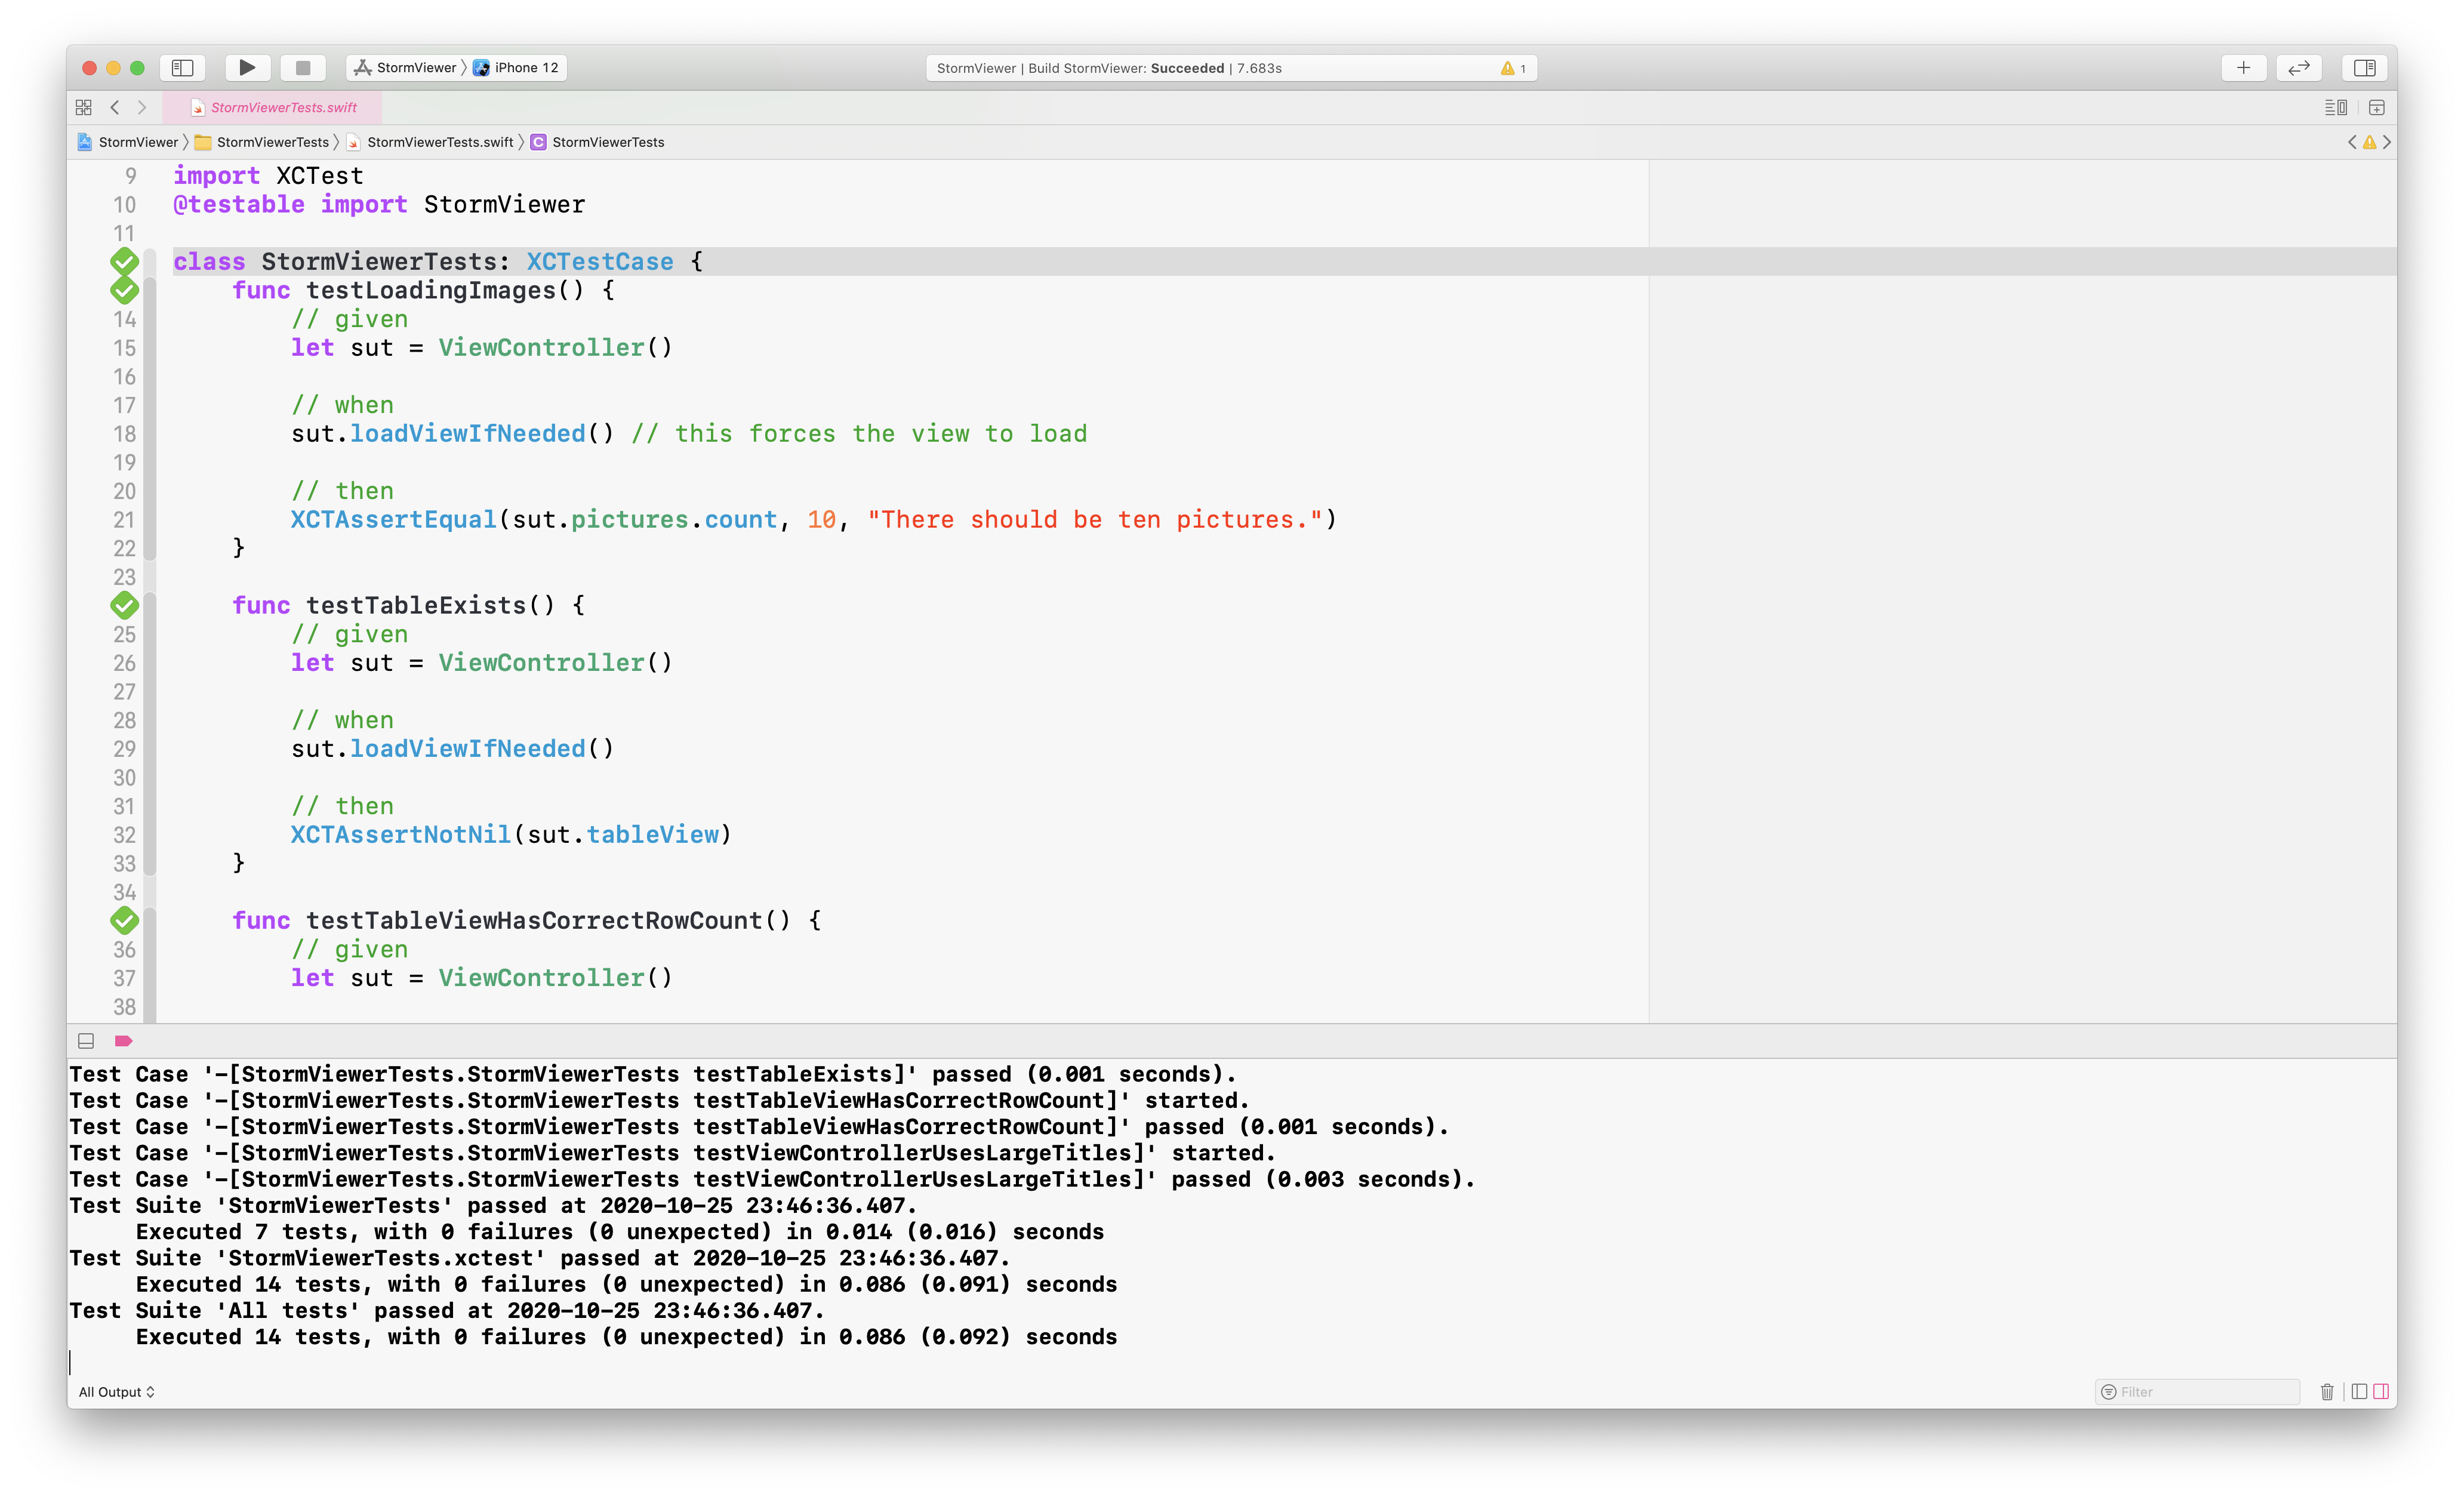 StormViewer 〉 iPhone 12
StormViewer | Build StormViewer: Succeeded | 7.683s
1
StormViewerTests.swift
StormViewer 〉 StormViewerTests 〉 StormViewerTests.swift 〉 C StormViewerTests
9 import XCTest
10 @testable import StormViewer
11
class StormViewerTests: XCTestCase {
func testLoadingImages() {
14 // given
15 let sut = ViewController()
16
17 // when
18 sut.loadViewIfNeeded() // this forces the view to load
19
20 // then
21 XCTAssertEqual(sut.pictures.count, 10, "There should be ten pictures.")
22 }
23
func testTableExists() {
25 // given
26 let sut = ViewController()
27
28 // when
29 sut.loadViewIfNeeded()
30
31 // then
32 XCTAssertNotNil(sut.tableView)
33 }
34
func testTableViewHasCorrectRowCount() {
36 // given
37 let sut = ViewController()
38
Test Case '-[StormViewerTests.StormViewerTests testTableExists]' passed (0.001 seconds).
Test Case '-[StormViewerTests.StormViewerTests testTableViewHasCorrectRowCount]' started.
Test Case '-[StormViewerTests.StormViewerTests testTableViewHasCorrectRowCount]' passed (0.001 seconds).
Test Case '-[StormViewerTests.StormViewerTests testViewControllerUsesLargeTitles]' started.
Test Case '-[StormViewerTests.StormViewerTests testViewControllerUsesLargeTitles]' passed (0.003 seconds).
Test Suite 'StormViewerTests' passed at 2020-10-25 23:46:36.407.
Executed 7 tests, with 0 failures (0 unexpected) in 0.014 (0.016) seconds
Test Suite 'StormViewerTests.xctest' passed at 2020-10-25 23:46:36.407.
Executed 14 tests, with 0 failures (0 unexpected) in 0.086 (0.091) seconds
Test Suite 'All tests' passed at 2020-10-25 23:46:36.407.
Executed 14 tests, with 0 failures (0 unexpected) in 0.086 (0.092) seconds
All Output
Filter